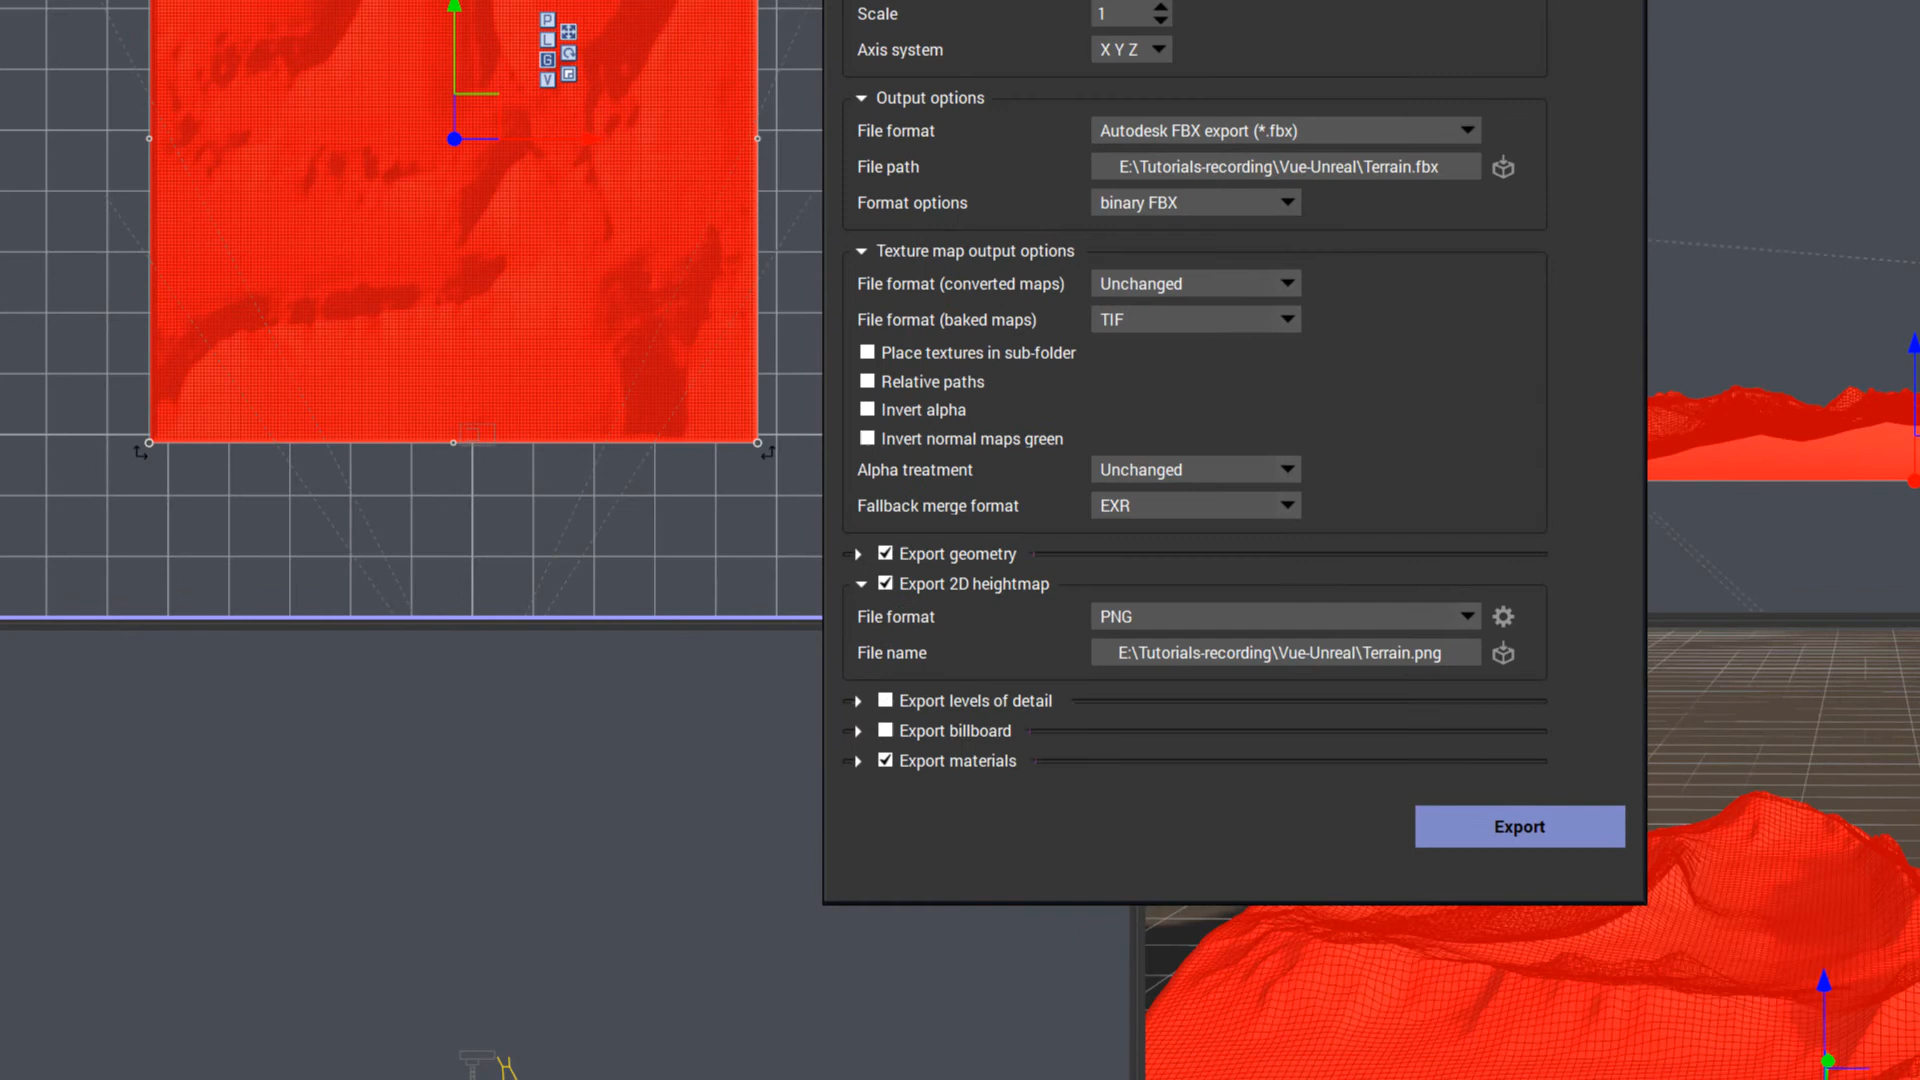 Scale 1
Axis system X Y Z
Output options
File format Autodesk FBX export (*.fbx)
File path E:\Tutorials-recording\Vue-Unreal\Terrain.fbx
Format options binary FBX
Texture map output options
File format (converted maps) Unchanged
File format (baked maps) TIF
Place textures in sub-folder
Relative paths
Invert alpha
Invert normal maps green
Alpha treatment Unchanged
Fallback merge format EXR
Export geometry
Export 2D heightmap
File format PNG
File name E:\Tutorials-recording\Vue-Unreal\Terrain.png
Export levels of detail
Export billboard
Export materials
Export
P
L
G
V